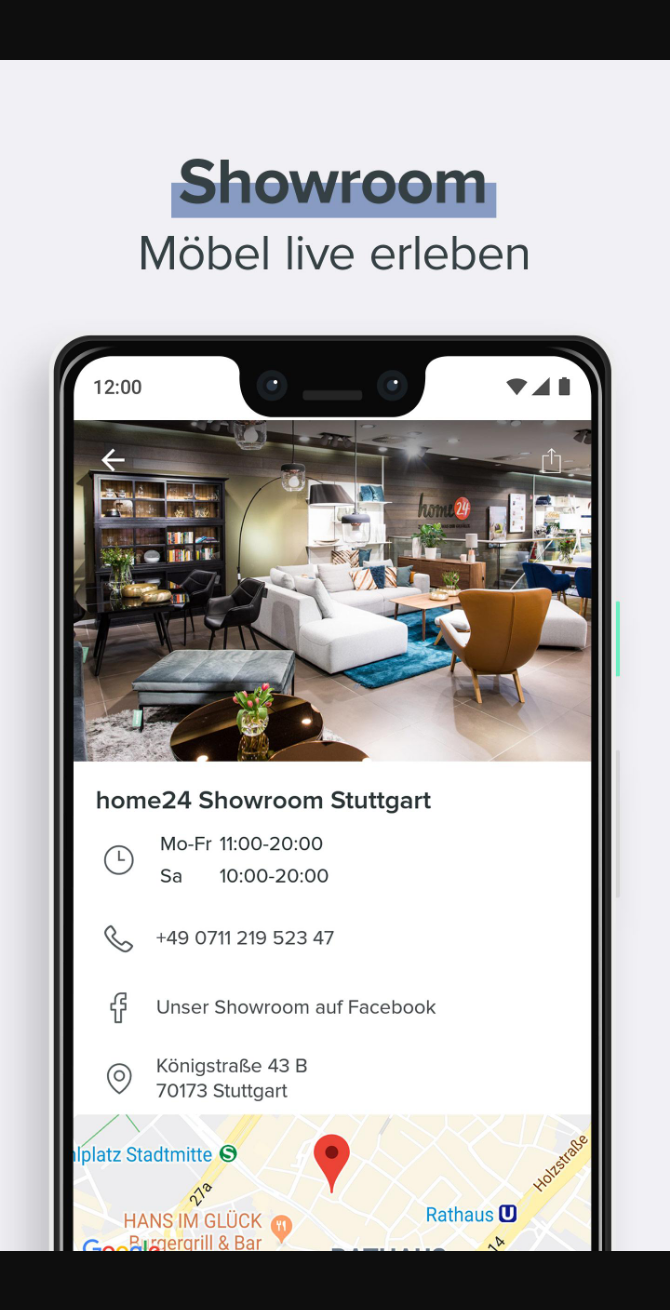 Showroom
Möbel live erleben
12:00
home24
home24 Showroom Stuttgart
Mo-Fr 11:00-20:00
Sa 10:00-20:00
+49 0711 219 523 47
Unser Showroom auf Facebook
Königstraße 43 B
70173 Stuttgart
lplatz Stadtmitte S
Holzstraße
27a
Rathaus U
HANS IM GLÜCK
Burgergrill & Bar
14
Google
RATHAUS